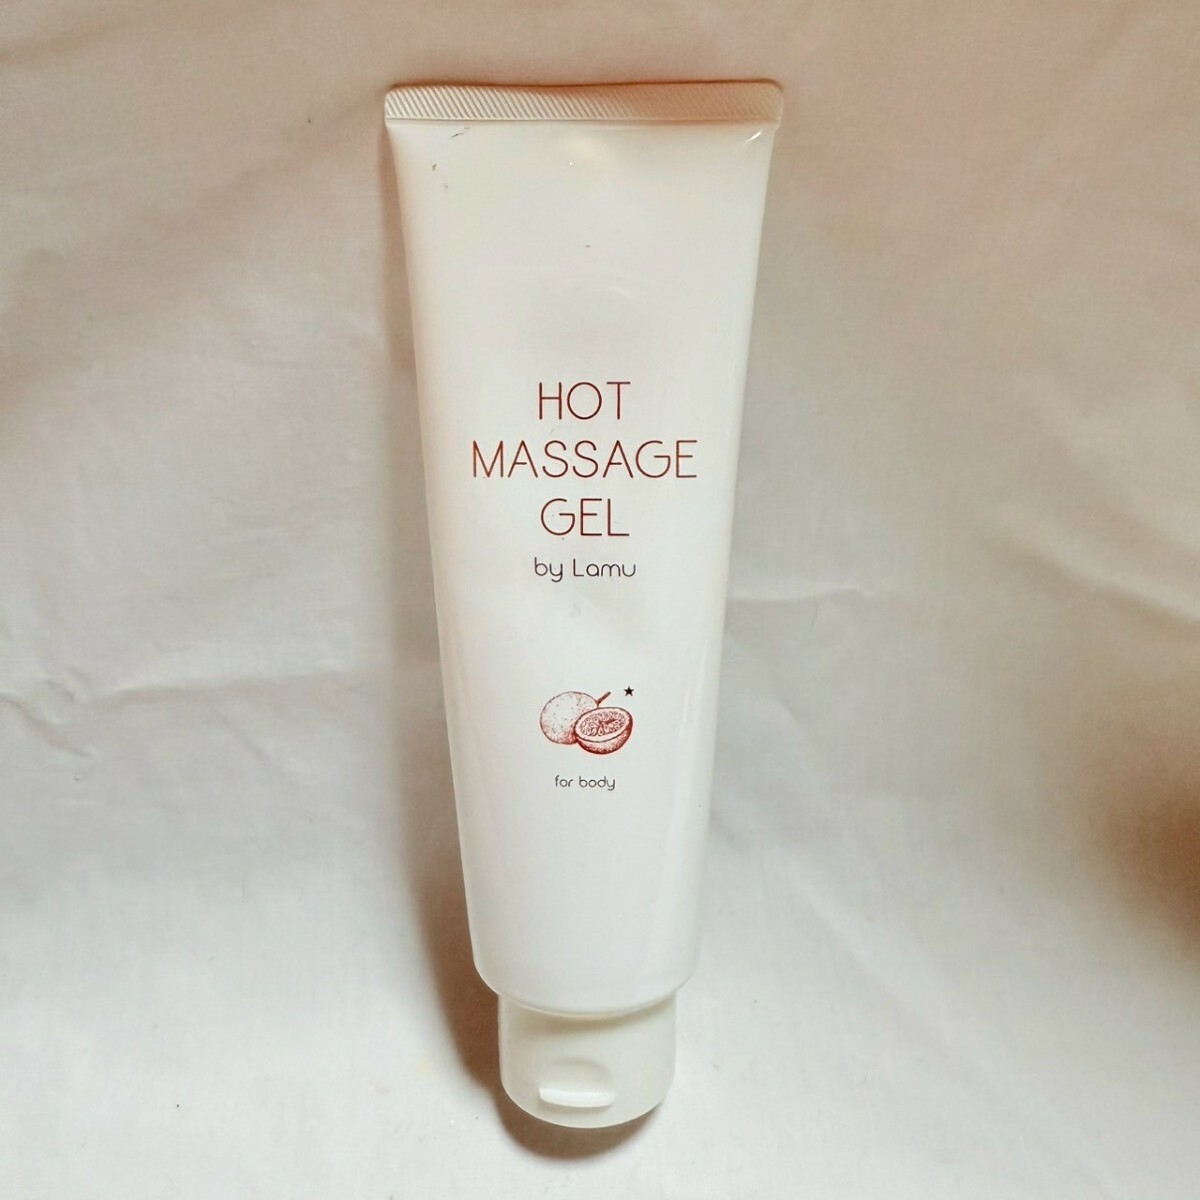 HOT
MASSAGE
GEL
by Lamu
for body